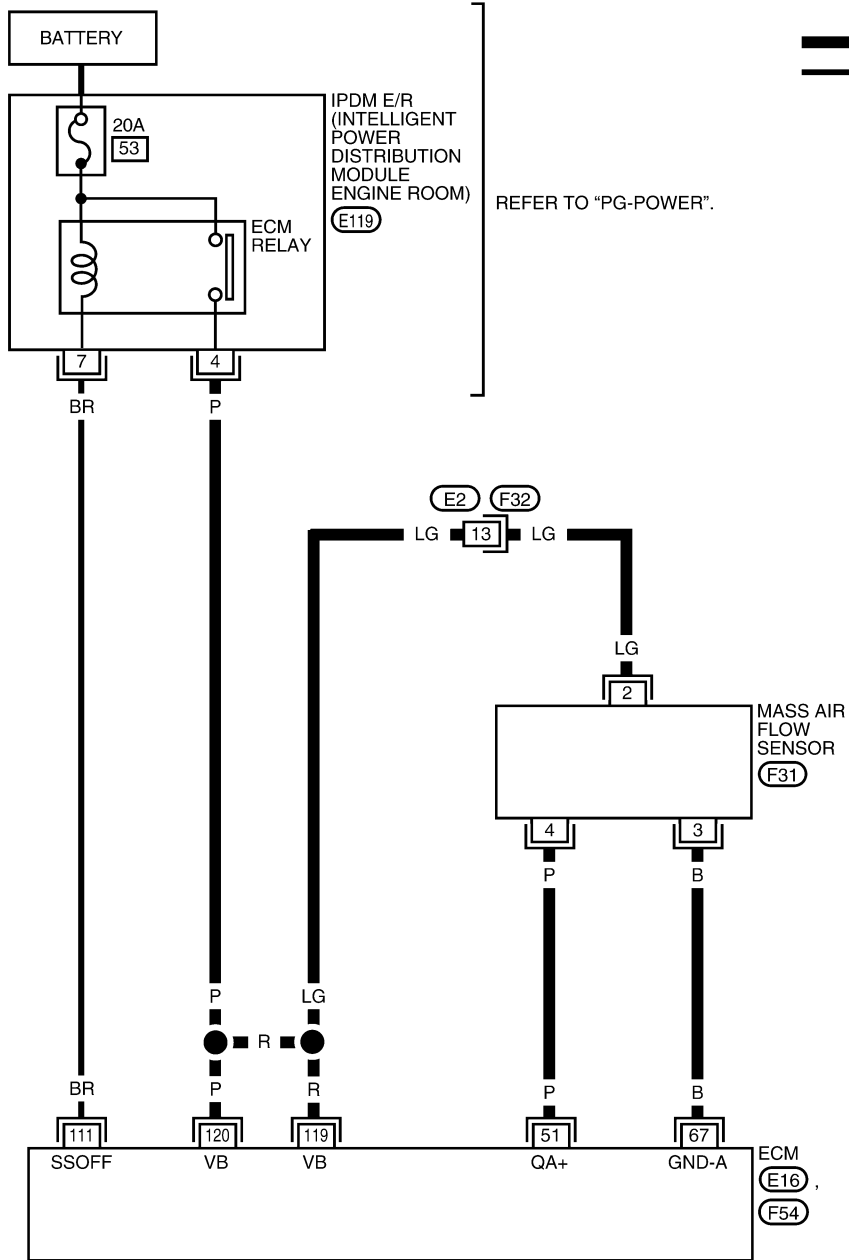 BATTERY
20A
53
IPDM E/R
(INTELLIGENT
POWER
DISTRIBUTION
MODULE
ENGINE ROOM)
E119
REFER TO “PG-POWER”.
ECM
RELAY
7
4
BR
P
E2
F32
LG
13
LG
LG
2
MASS AIR
FLOW
SENSOR
F31
4
3
P
B
P
LG
R
BR
P
R
P
B
111
120
119
51
67
SSOFF
VB
VB
QA+
GND-A
ECM
E16 ,
F54